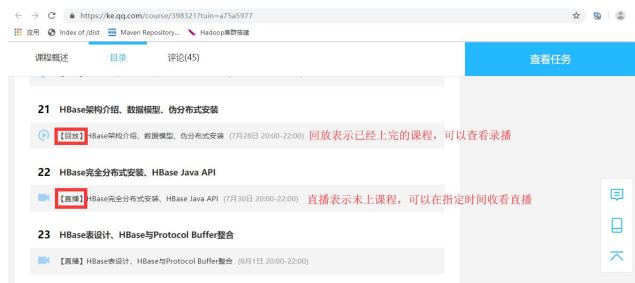 https://ke.qq.com/course/398321?tuin=a75a5977
应用 Index of /dist Maven Repository... Hadoop集群搭建
课程概述 目录 评论(45) 查看任务
21 HBase架构介绍、数据模型、伪分布式安装
【回放】HBase架构介绍、数据模型、伪分布式安装 (7月28日 20:00-22:00) 回放表示已经上完的课程，可以查看录播
22 HBase完全分布式安装、HBase Java API
【直播】HBase完全分布式安装、HBase Java API (7月30日 20:00-22:00) 直播表示未上课程，可以在指定时间收看直播
23 HBase表设计、HBase与Protocol Buffer整合
【直播】HBase表设计、HBase与Protocol Buffer整合 (8月1日 20:00-22:00)